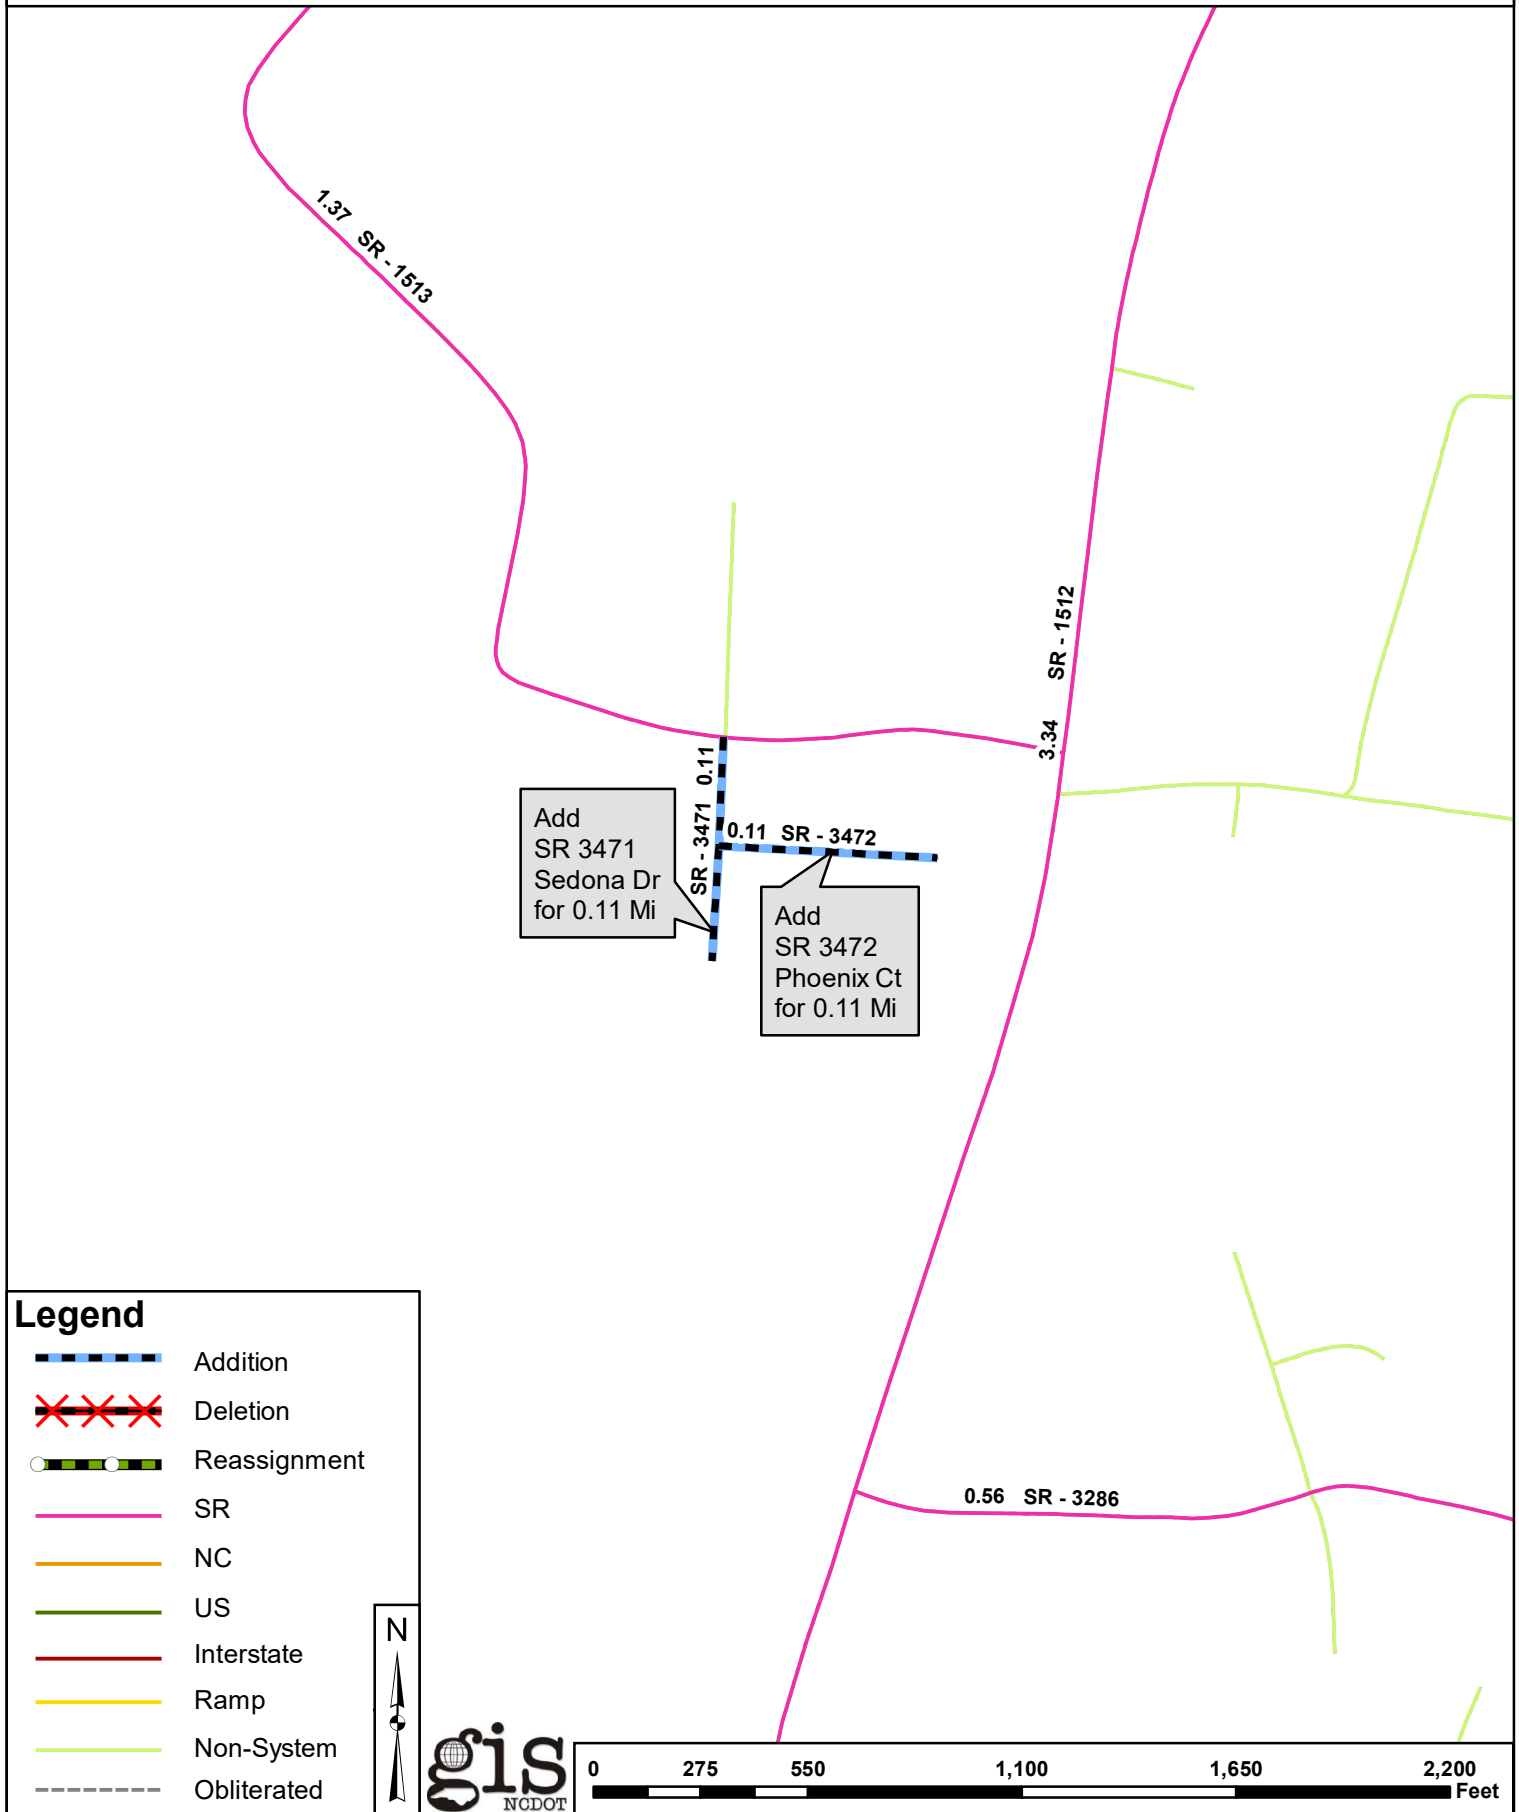 1.37 SR - 1513
SR - 1512
3.34
SR - 3471 0.11
0.11 SR - 3472
Add
SR 3471
Sedona Dr
for 0.11 Mi
Add
SR 3472
Phoenix Ct
for 0.11 Mi
0.56 SR - 3286
Legend
Addition
Deletion
Reassignment
SR
NC
US
Interstate
Ramp
Non-System
Obliterated
N
gis
NCDOT
0 275 550 1,100 1,650 2,200
Feet